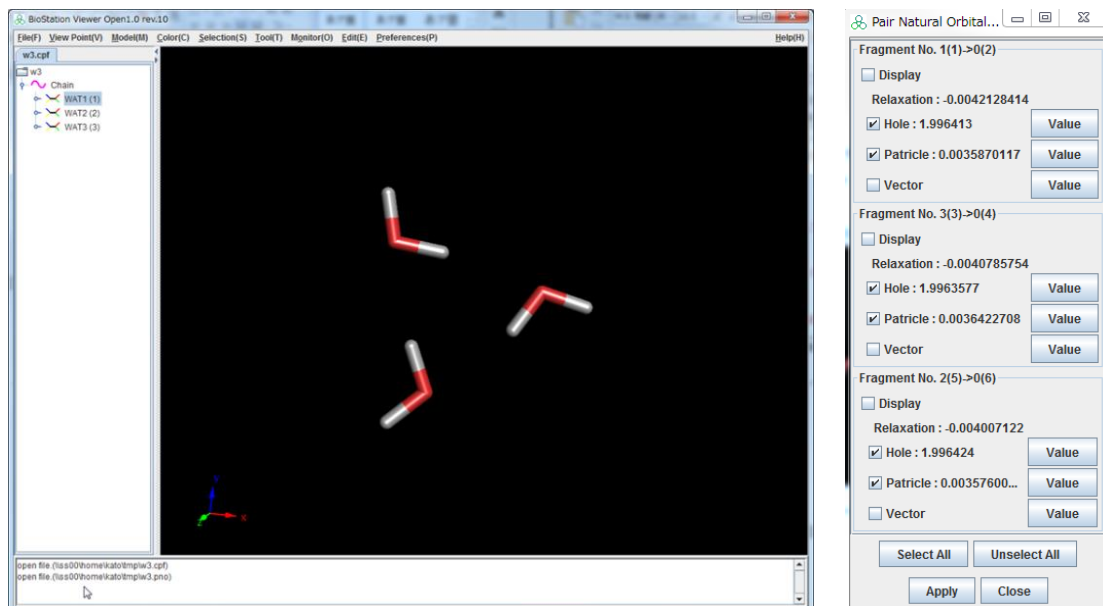 BioStation Viewer Open1.0 rev.10
File(F) View Point(V) Model(M) Color(C) Selection(S) Tool(T) Monitor(O) Edit(E) Preferences(P) Help(H)
w3.cpf
w3
Chain
WAT1 (1)
WAT2 (2)
WAT3 (3)
Y
X
Z
open file.(\\iss00\home\kato\tmp\w3.cpf)
open file.(\\iss00\home\kato\tmp\w3.pno)
Pair Natural Orbital...
Fragment No. 1(1)->0(2)
Display
Relaxation : -0.0042128414
Hole : 1.996413 Value
Patricle : 0.0035870117 Value
Vector Value
Fragment No. 3(3)->0(4)
Display
Relaxation : -0.0040785754
Hole : 1.9963577 Value
Patricle : 0.0036422708 Value
Vector Value
Fragment No. 2(5)->0(6)
Display
Relaxation : -0.004007122
Hole : 1.996424 Value
Patricle : 0.00357600... Value
Vector Value
Select All Unselect All
Apply Close